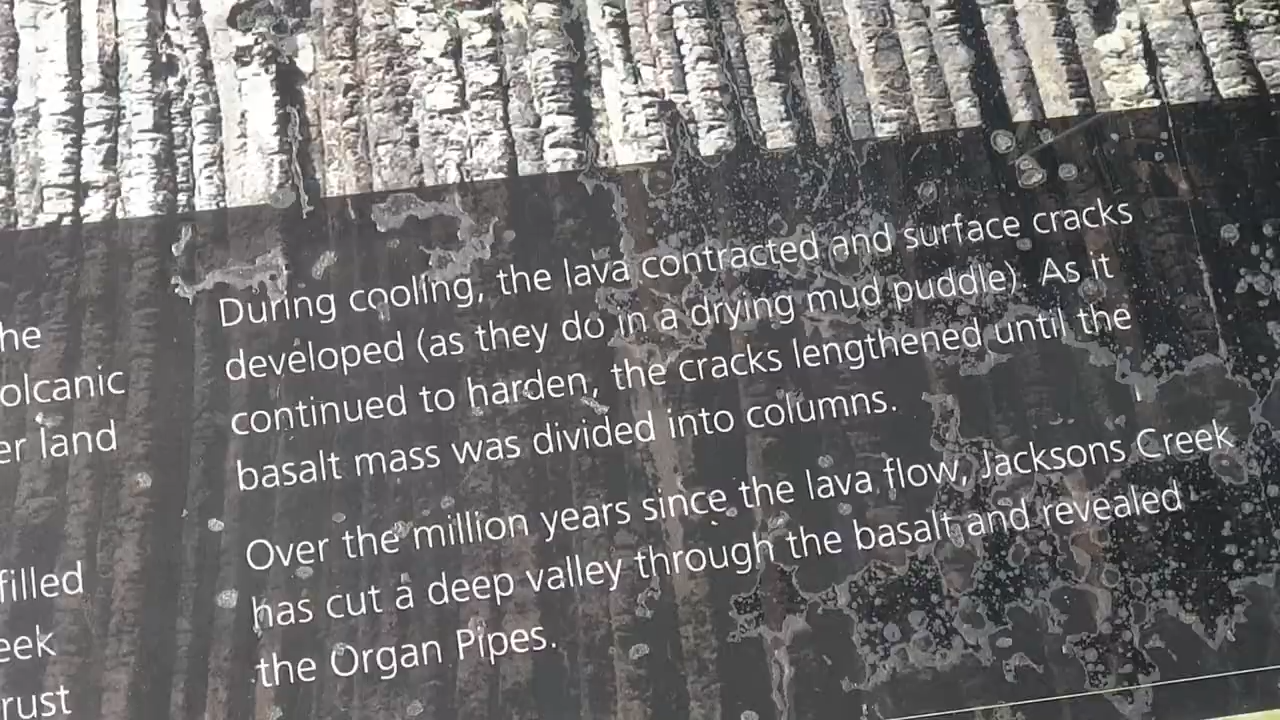 he
olcanic
er land
filled
eek
rust
During cooling, the lava contracted and surface cracks
developed (as they do in a drying mud puddle). As it
continued to harden, the cracks lengthened until the
basalt mass was divided into columns.
Over the million years since the lava flow, Jacksons Creek
has cut a deep valley through the basalt and revealed
the Organ Pipes.